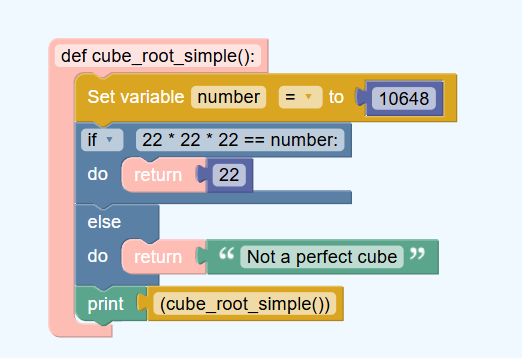 def cube_root_simple():
Set variable number = to 10648
if 22 * 22 * 22 == number:
do return 22
else
do return “ Not a perfect cube ”
print (cube_root_simple())